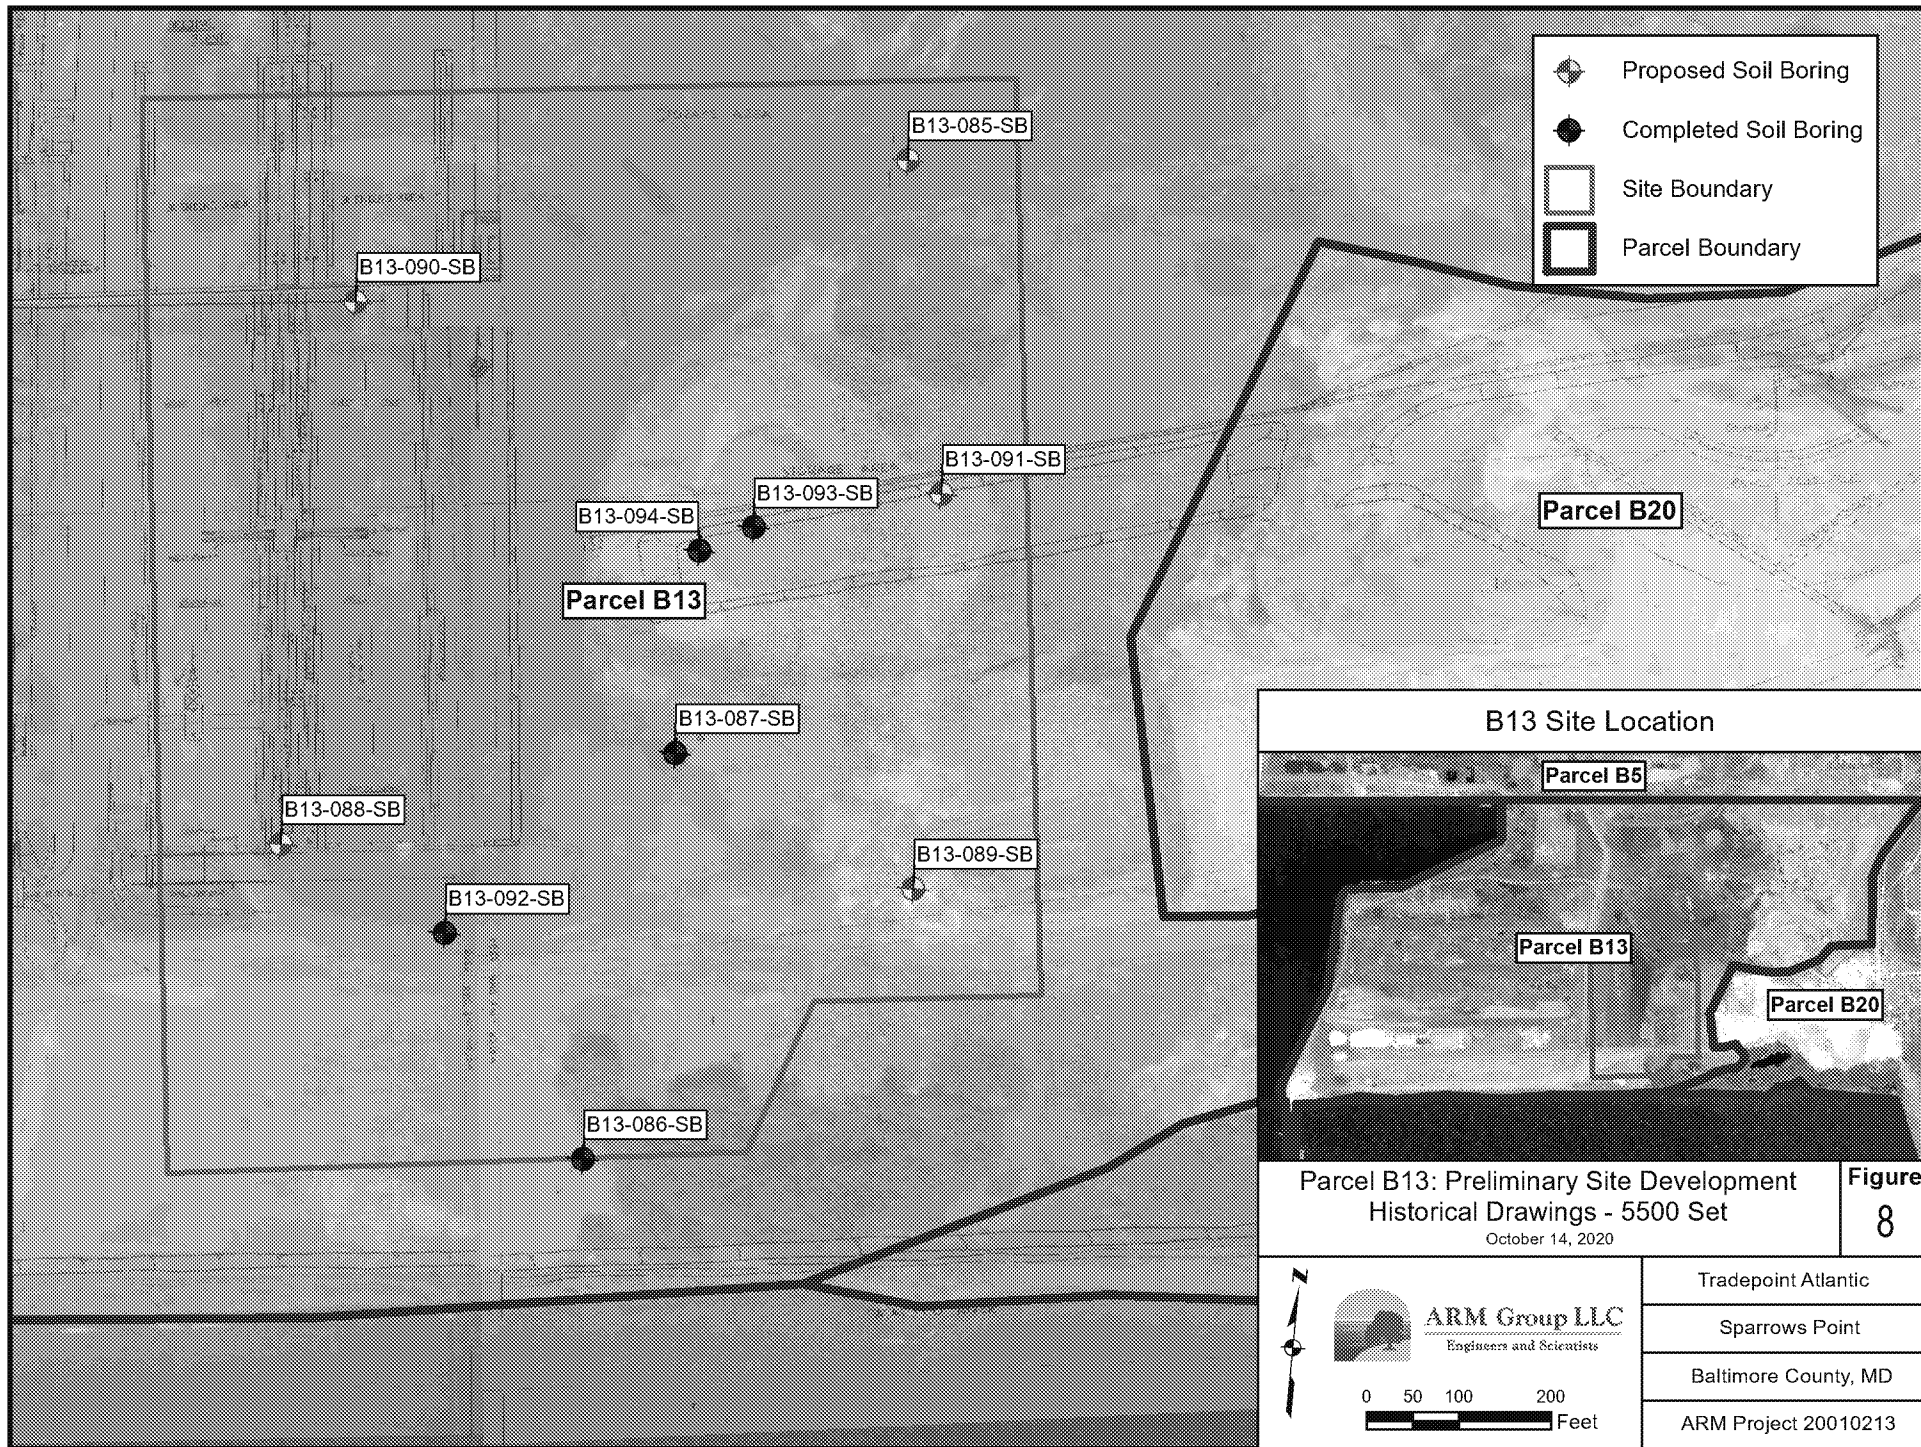 Proposed Soil Boring
Completed Soil Boring
Site Boundary
Parcel Boundary
B13-085-SB
B13-090-SB
B13-091-SB
B13-093-SB
B13-094-SB
Parcel B20
Parcel B13
B13-087-SB
B13-088-SB
B13-089-SB
B13-092-SB
B13-086-SB
B13 Site Location
Parcel B5
Parcel B13
Parcel B20
Parcel B13: Preliminary Site Development
Historical Drawings - 5500 Set
October 14, 2020
Figure
8
N
ARM Group LLC
Engineers and Scientists
0 50 100 200
Feet
Tradepoint Atlantic
Sparrows Point
Baltimore County, MD
ARM Project 20010213